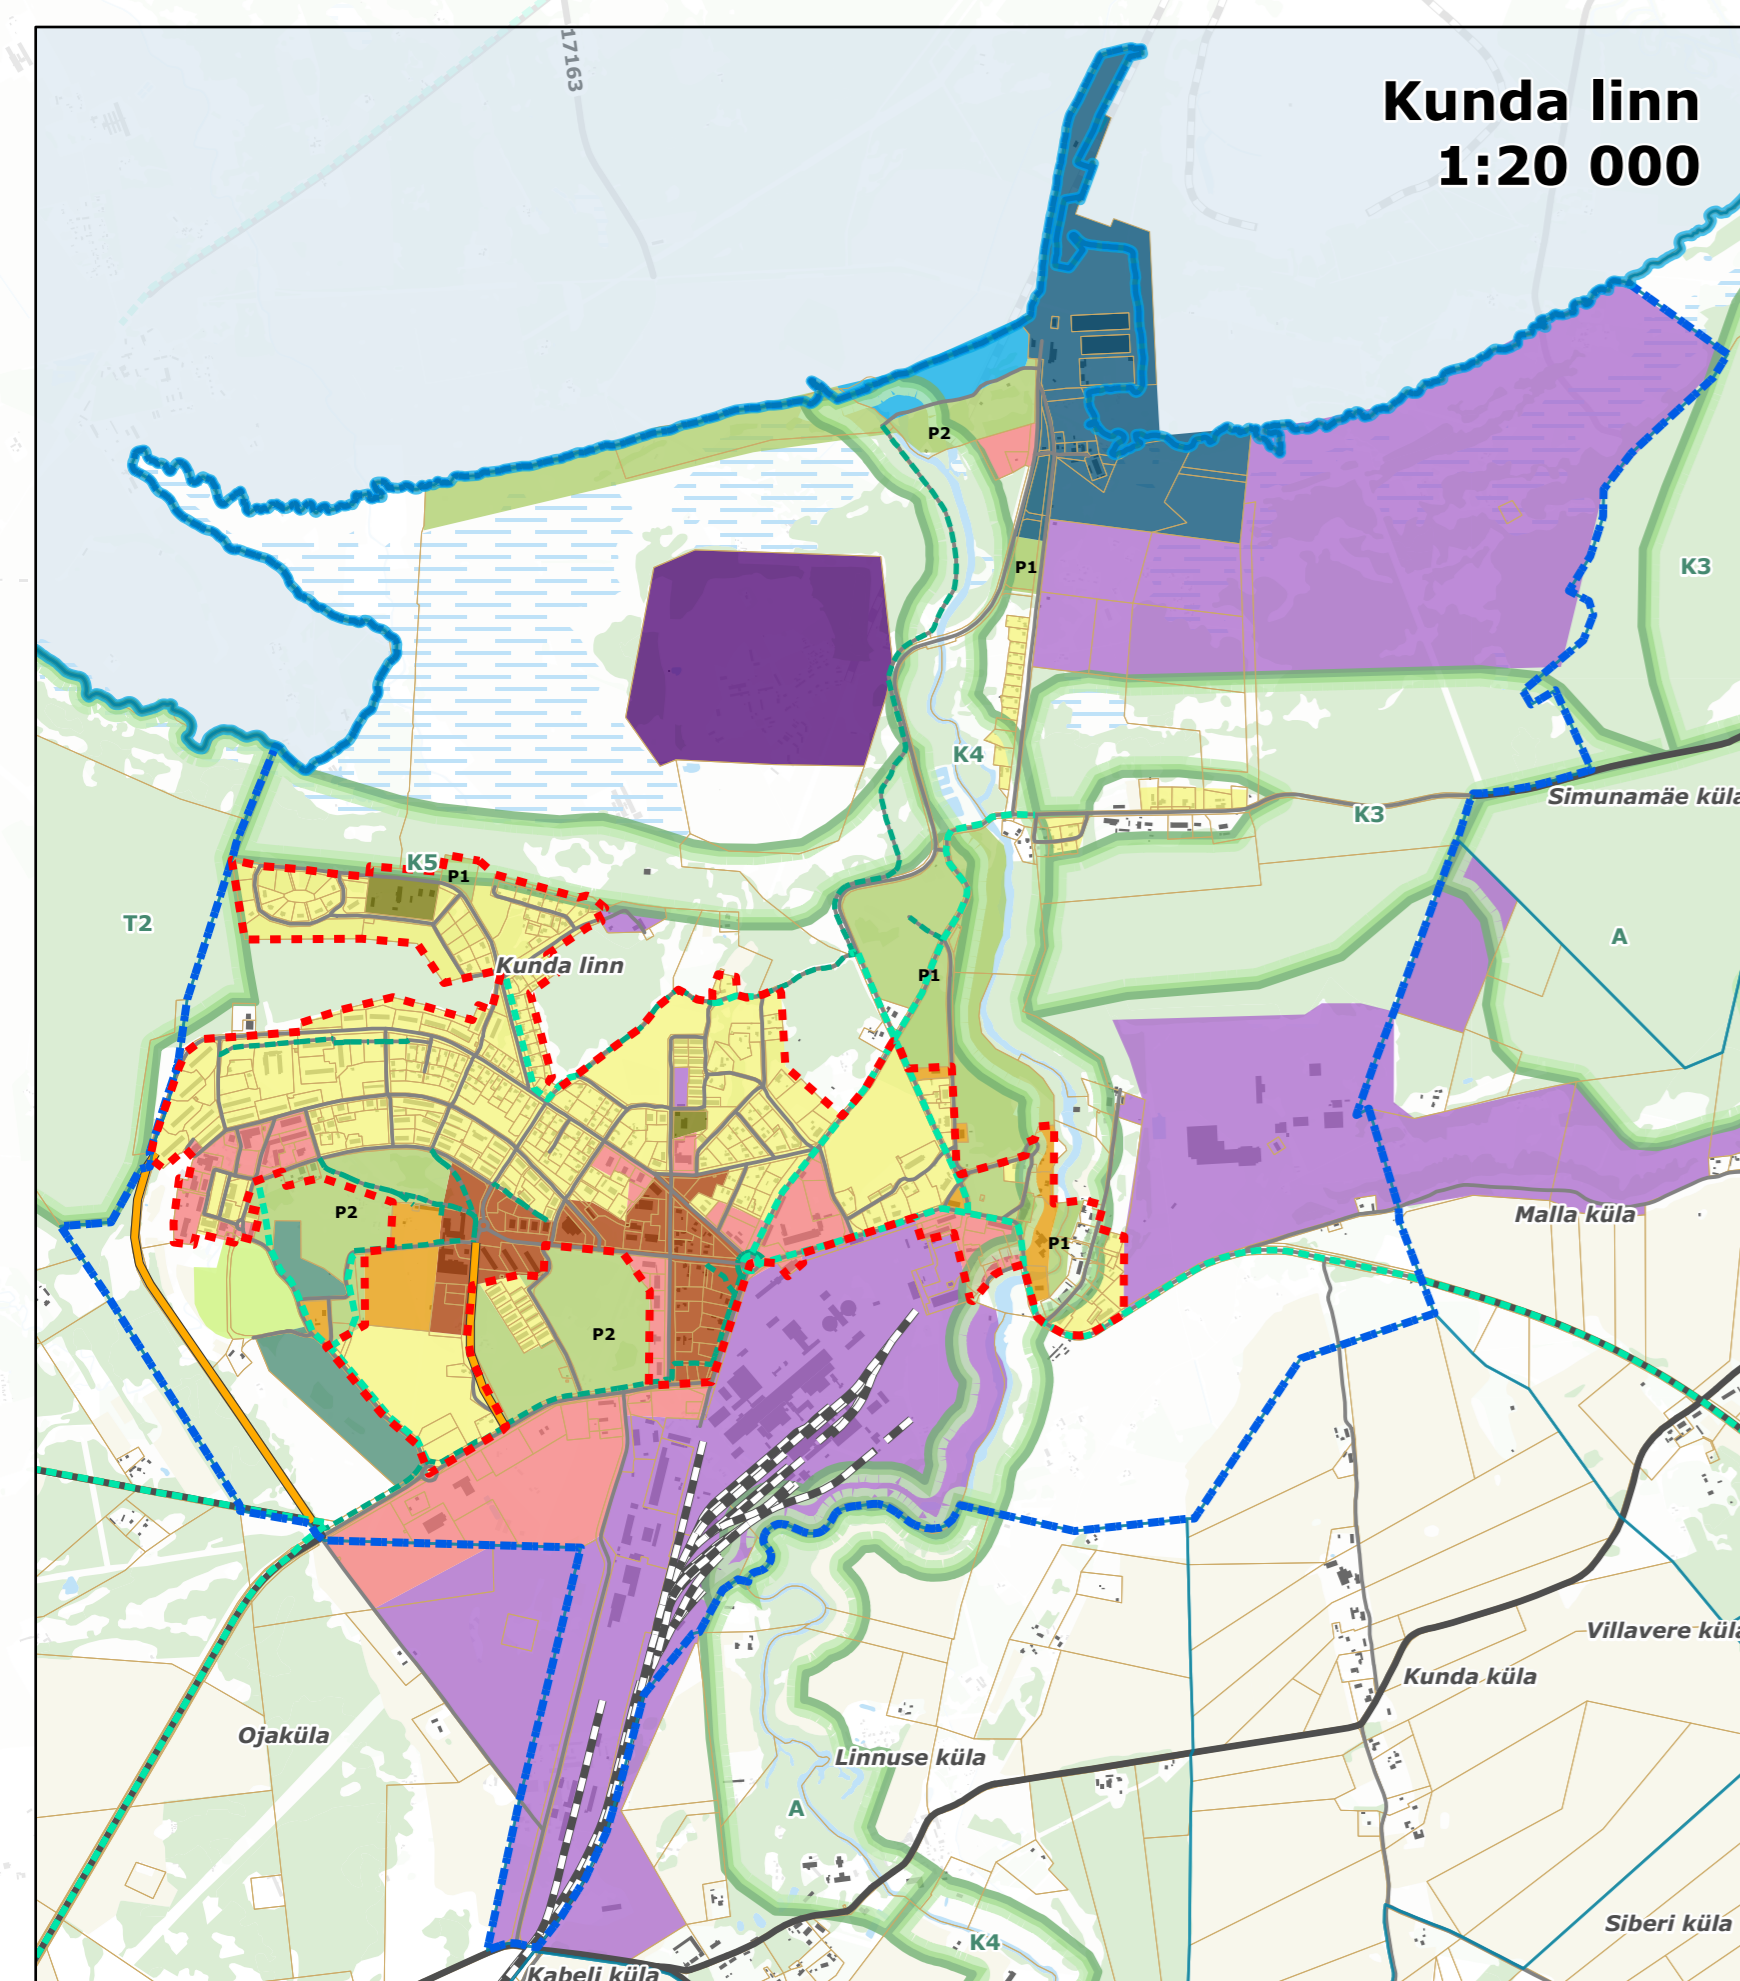 17163
Kunda linn
1:20 000
P2
P1
K3
K4
Simunamäe küla
K3
K5
P1
T2
A
Kunda linn
P1
P2
Malla küla
P1
P2
Villavere küla
Kunda küla
Ojaküla
Linnuse küla
A
Siberi küla
K4
Kabeli küla